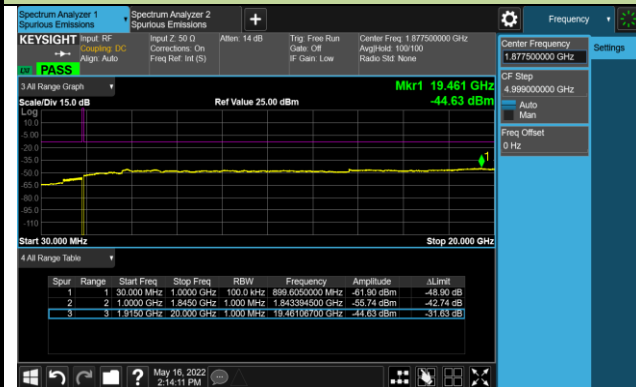 Spectrum Analyzer 1
Spurious Emissions
Spectrum Analyzer 2
Spurious Emissions
+
Frequency
KEYSIGHT
Input: RF
Coupling: DC
Align: Auto
Input Z: 50 Ω
Corrections: On
Freq Ref: Int (S)
Atten: 14 dB
Trig: Free Run
Gate: Off
IF Gain: Low
Center Freq: 1.877500000 GHz
Avg|Hold: 100/100
Radio Std: None
PASS
Center Frequency
1.877500000 GHz
Settings
CF Step
4.999000000 GHz
Auto
Man
Freq Offset
0 Hz
3 All Range Graph
Mkr1 19.461 GHz
Scale/Div 15.0 dB
Ref Value 25.00 dBm
-44.63 dBm
Log
10.0
-5.00
-20.0
-35.0
-50.0
-65.0
-80.0
-95.0
-110
1
Start 30.000 MHz
Stop 20.000 GHz
4 All Range Table
Spur Range Start Freq Stop Freq RBW Frequency Amplitude ΔLimit
1 1 30.000 MHz 1.0000 GHz 100.0 kHz 899.6050000 MHz -61.90 dBm -48.90 dB
2 2 1.0000 GHz 1.8450 GHz 1.000 MHz 1.843394500 GHz -55.74 dBm -42.74 dB
3 3 1.9150 GHz 20.000 GHz 1.000 MHz 19.46106700 GHz -44.63 dBm -31.63 dB
?
May 16, 2022
2:14:11 PM